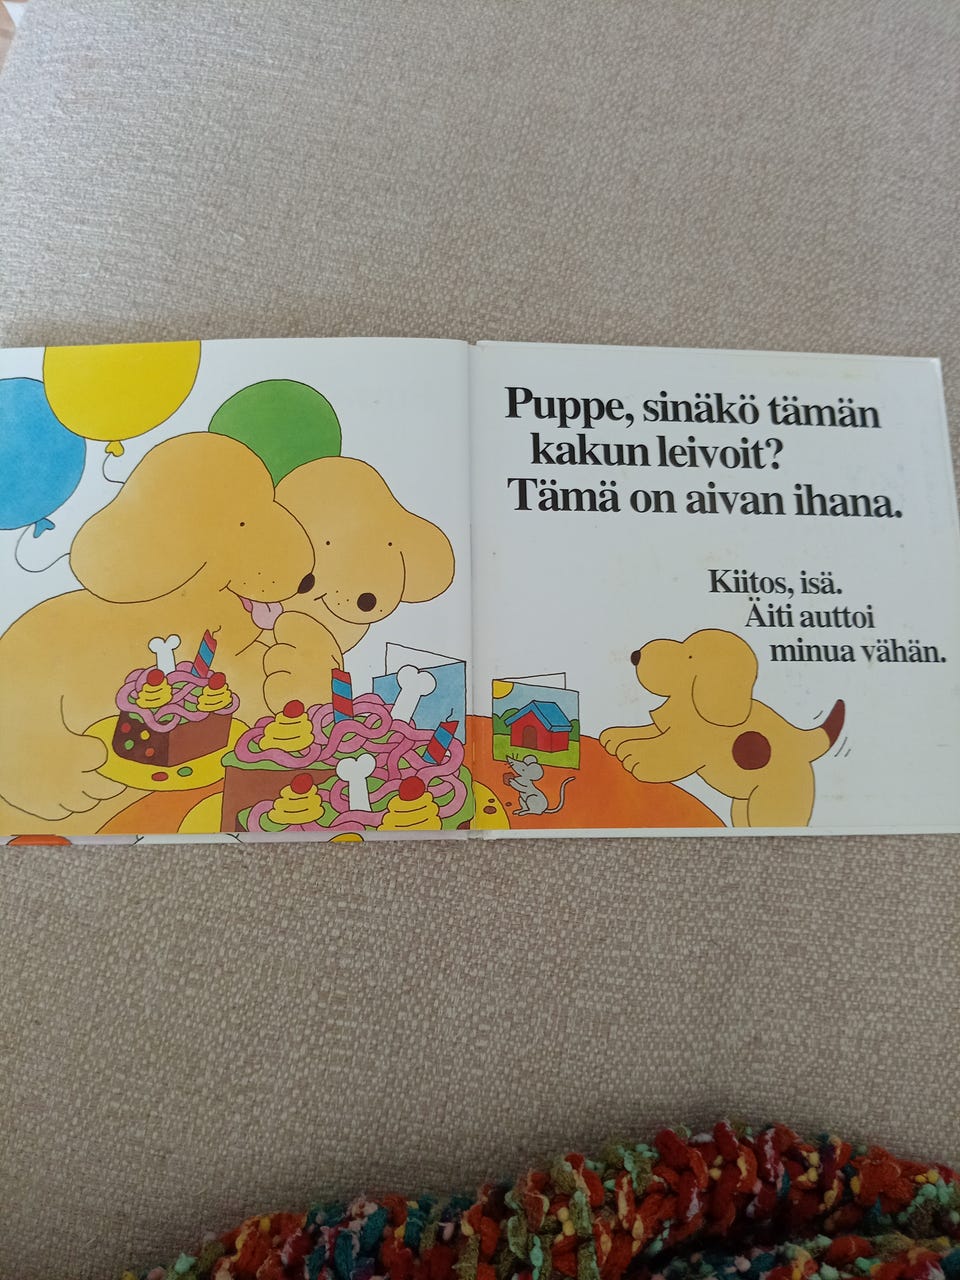 Puppe, sinäkö tämän
kakun leivoit?
Tämä on aivan ihana.
Kiitos, isä.
Äiti auttoi
minua vähän.